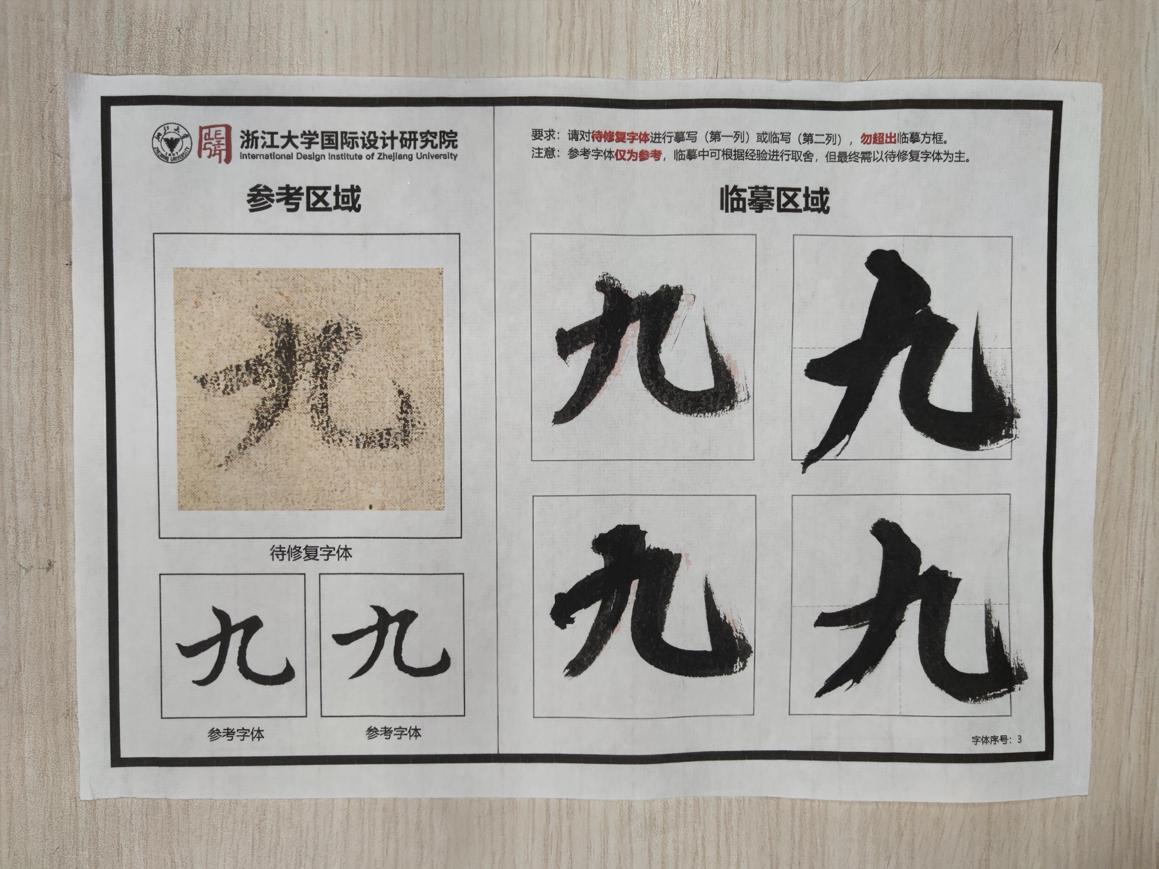 浙江大学国际设计研究院
International Design Institute of Zhejiang University
参考区域
九
待修复字体
九
九
参考字体
参考字体
要求：请对待修复字体进行摹写（第一列）或临写（第二列），勿超出临摹方框。
注意：参考字体仅为参考，临摹中可根据经验进行取舍，但最终需以待修复字体为主。
临摹区域
九
九
九
九
字体序号：3